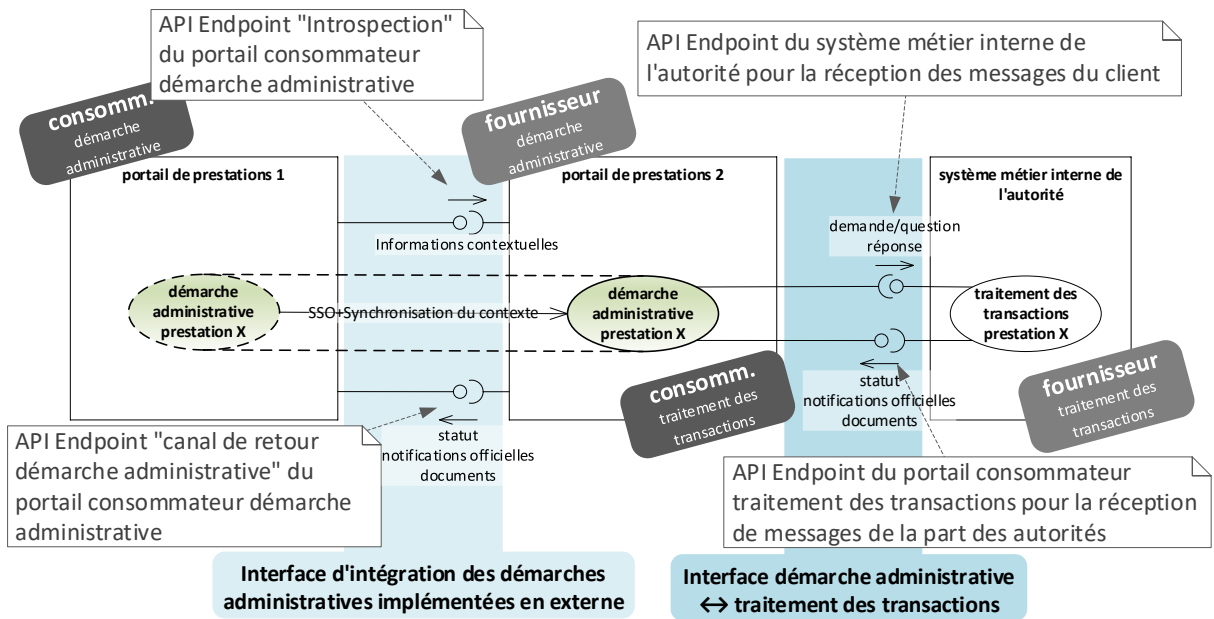 API Endpoint "Introspection"
du portail consommateur
démarche administrative
API Endpoint du système métier interne de
l'autorité pour la réception des messages du client
consomm.
démarche
administrative
fournisseur
démarche
administrative
portail de prestations 1
portail de prestations 2
système métier interne de
l'autorité
Informations contextuelles
demande/question
réponse
démarche
administrative
prestation X
SSO+Synchronisation du contexte
démarche
administrative
prestation X
traitement des
transactions
prestation X
consomm.
traitement des
transactions
statut
notifications officielles
documents
fournisseur
traitement des
transactions
API Endpoint "canal de retour
démarche administrative" du
portail consommateur démarche
administrative
statut
notifications officielles
documents
API Endpoint du portail consommateur
traitement des transactions pour la réception
de messages de la part des autorités
Interface d'intégration des démarches
administratives implémentées en externe
Interface démarche administrative
↔ traitement des transactions